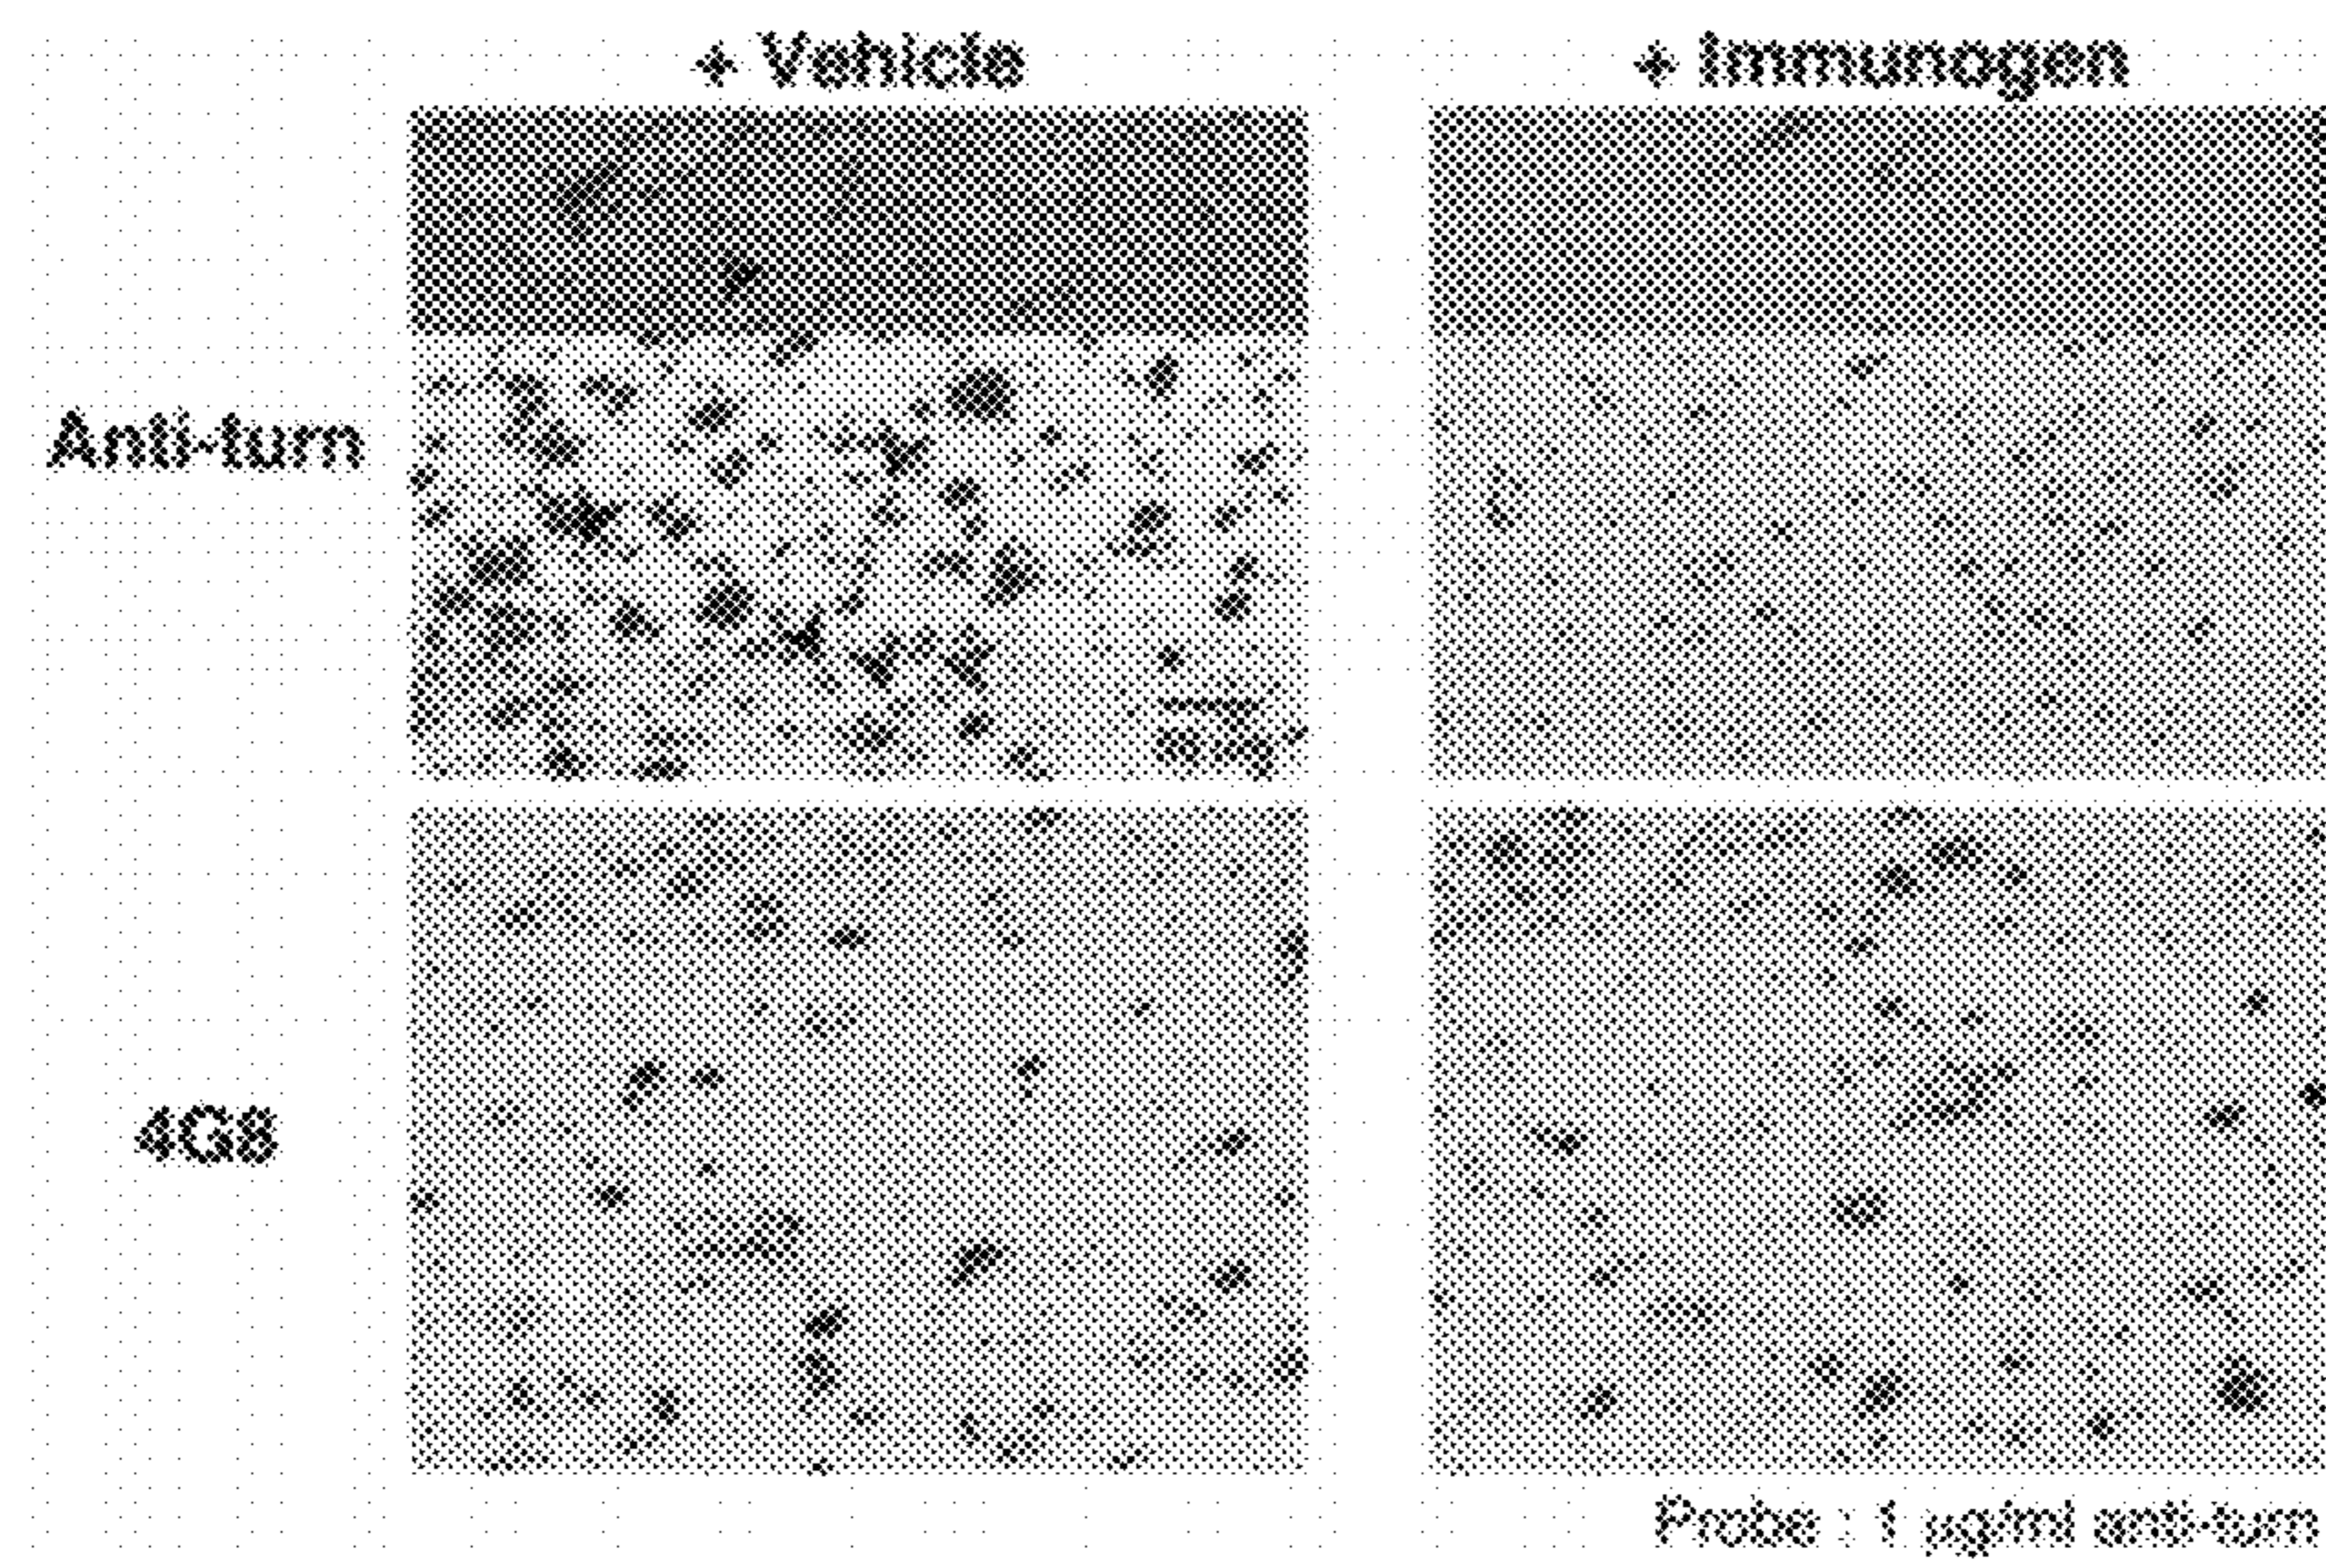 + Vehicle
+ Immunogen
Anti-turn
4G8
Probe : 1 µg/ml anti-turn